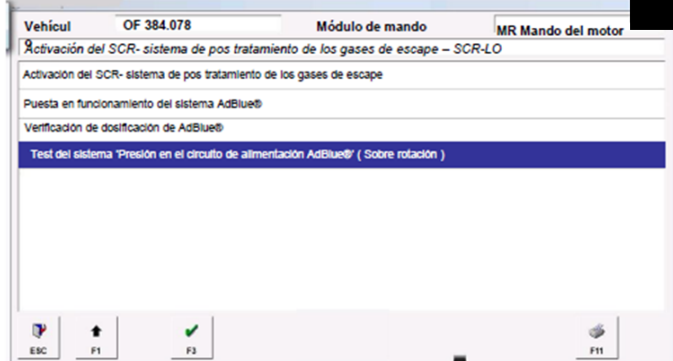 Vehícul OF 384.078 Módulo de mando MR Mando del motor
Activación del SCR- sistema de pos tratamiento de los gases de escape – SCR-LO
Activación del SCR- sistema de pos tratamiento de los gases de escape
Puesta en funcionamiento del sistema AdBlue®
Verificación de dosificación de AdBlue®
Test del sistema 'Presión en el circuito de alimentación AdBlue®' ( Sobre rotación )
ESC F1 F3 F11